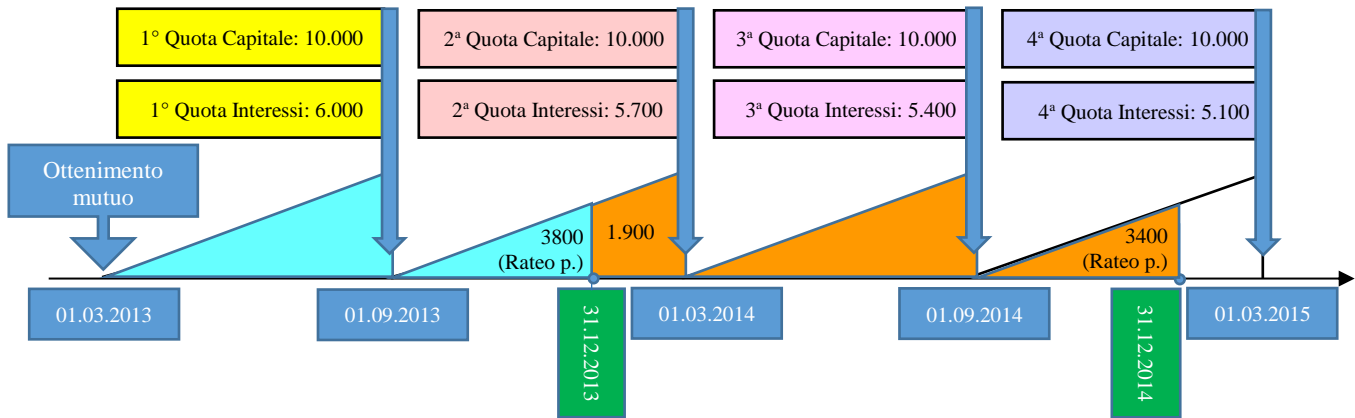 1° Quota Capitale: 10.000
2ª Quota Capitale: 10.000
3ª Quota Capitale: 10.000
4ª Quota Capitale: 10.000
1° Quota Interessi: 6.000
2ª Quota Interessi: 5.700
3ª Quota Interessi: 5.400
4ª Quota Interessi: 5.100
Ottenimento
mutuo
3800
(Rateo p.)
1.900
3400
(Rateo p.)
01.03.2013
01.09.2013
31.12.2013
01.03.2014
01.09.2014
31.12.2014
01.03.2015